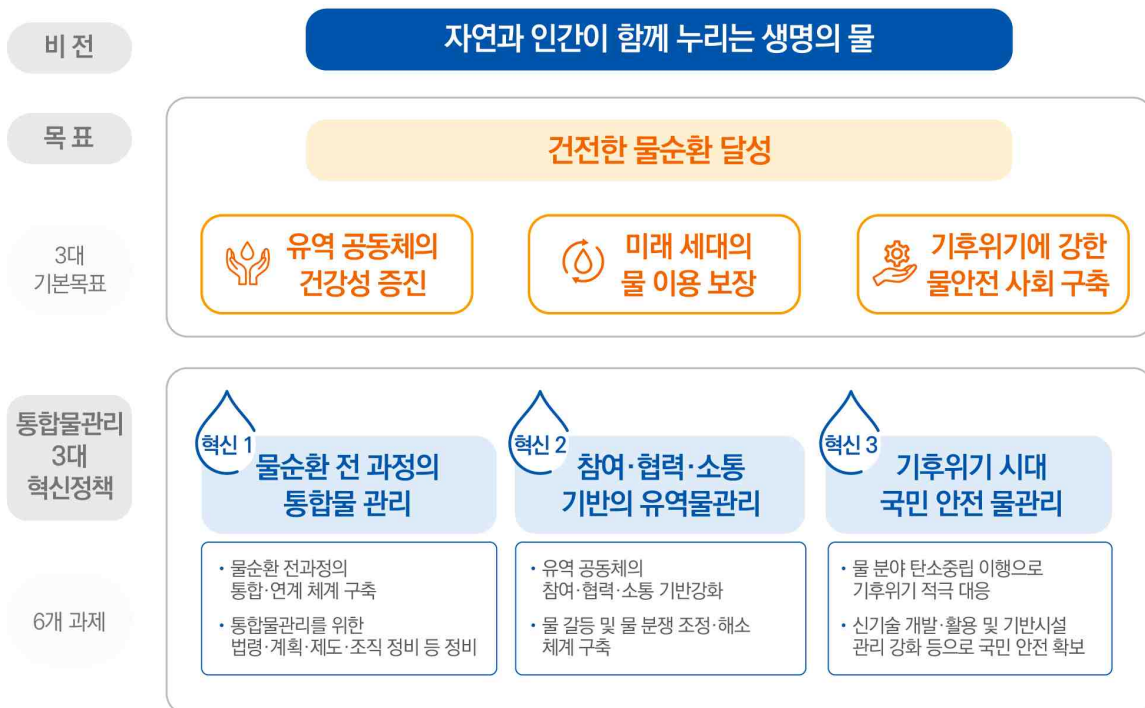 비 전
자연과 인간이 함께 누리는 생명의 물
목 표
건전한 물순환 달성
3대
기본목표
유역 공동체의
건강성 증진
미래 세대의
물 이용 보장
기후위기에 강한
물안전 사회 구축
통합물관리
3대
혁신정책
혁신 1
물순환 전 과정의
통합물 관리
혁신 2
참여·협력·소통
기반의 유역물관리
혁신 3
기후위기 시대
국민 안전 물관리
6개 과제
· 물순환 전과정의
통합·연계 체계 구축
· 통합물관리를 위한
법령·계획·제도·조직 정비 등 정비
· 유역 공동체의
참여·협력·소통 기반강화
· 물 갈등 및 물 분쟁 조정·해소
체계 구축
· 물 분야 탄소중립 이행으로
기후위기 적극 대응
· 신기술 개발·활용 및 기반시설
관리 강화 등으로 국민 안전 확보